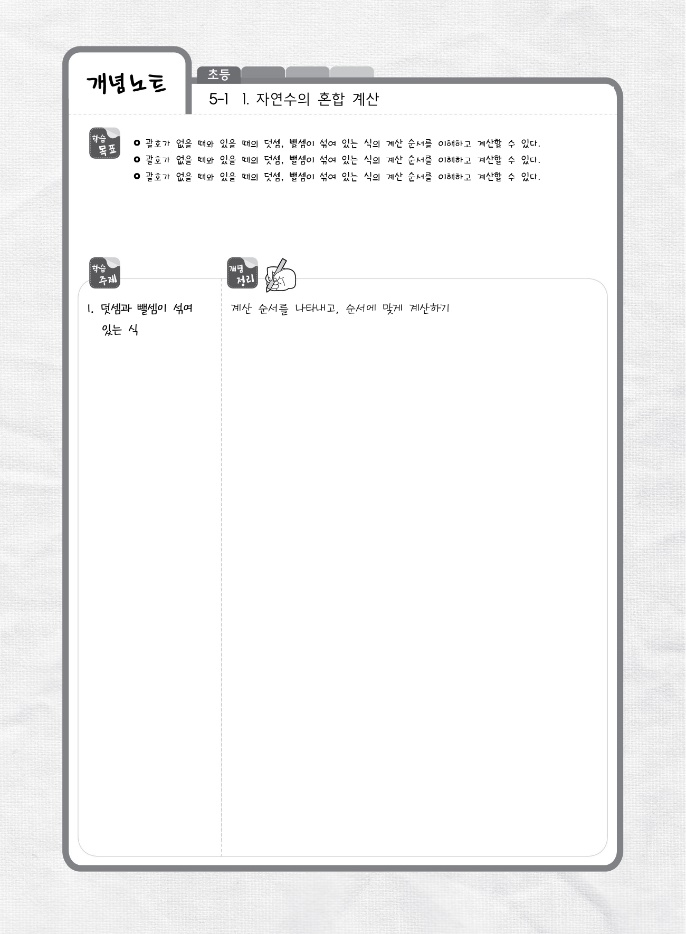 개념노트
초등
5-1 1. 자연수의 혼합 계산
학습
목표
괄호가 없을 때와 있을 때의 덧셈, 뺄셈이 섞여 있는 식의 계산 순서를 이해하고 계산할 수 있다.
괄호가 없을 때와 있을 때의 덧셈, 뺄셈이 섞여 있는 식의 계산 순서를 이해하고 계산할 수 있다.
괄호가 없을 때와 있을 때의 덧셈, 뺄셈이 섞여 있는 식의 계산 순서를 이해하고 계산할 수 있다.
학습
주제
개념
정리
1. 덧셈과 뺄셈이 섞여
있는 식
계산 순서를 나타내고, 순서에 맞게 계산하기